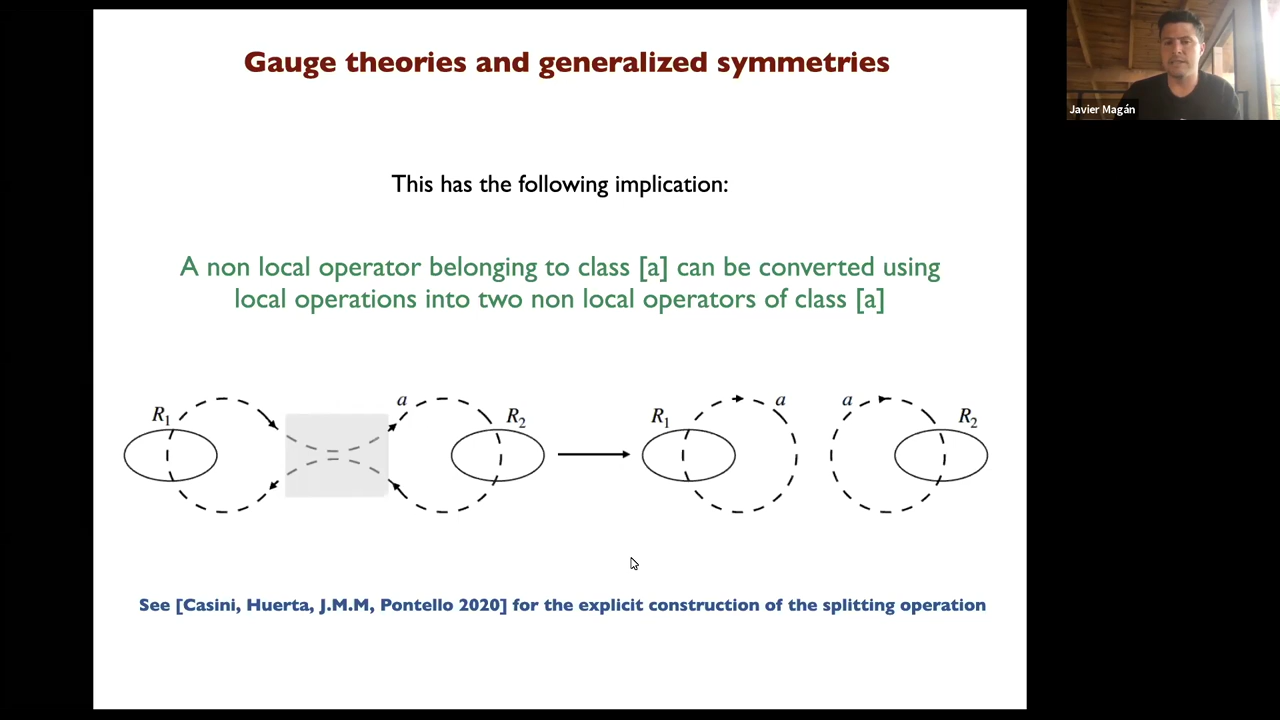 Gauge theories and generalized symmetries
Javier Magán
This has the following implication:
A non local operator belonging to class [a] can be converted using
local operations into two non local operators of class [a]
R1 a R2 R1 a a R2
See [Casini, Huerta, J.M.M, Pontello 2020] for the explicit construction of the splitting operation